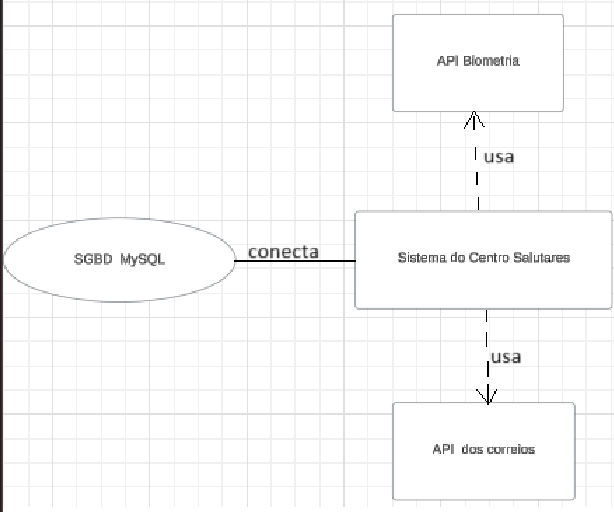 API Biometria
usa
SGBD MySQL
conecta
Sistema do Centro Salutares
usa
API dos correios